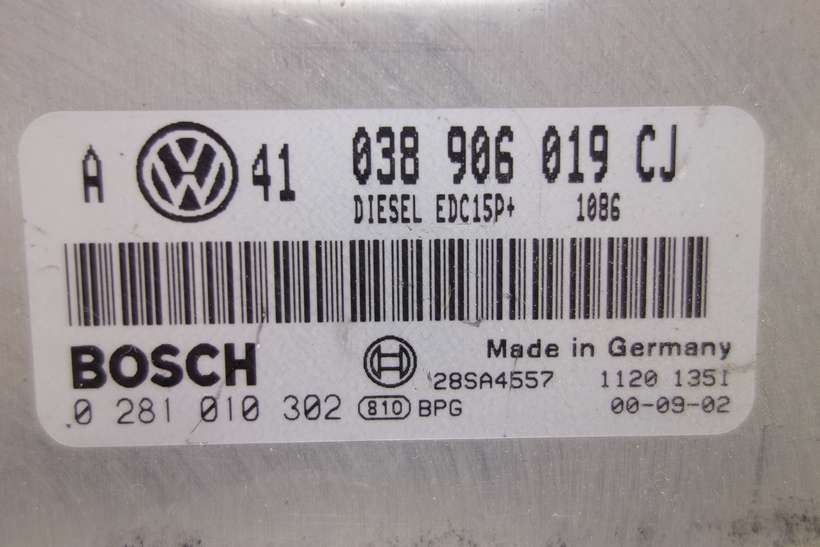 A VW 41 038 906 019 CJ
DIESEL EDC15P+ 1086
BOSCH Made in Germany
28SA4557 1120 1351
0 281 010 302 810 BPG 00-09-02